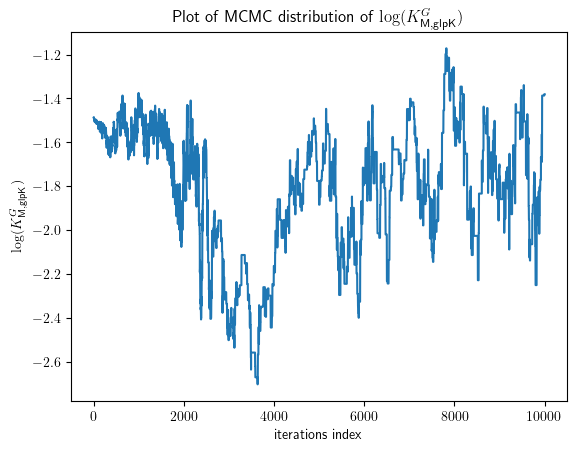 Plot of MCMC distribution of log(K^G_M,glpK)
−1.2
−1.4
−1.6
−1.8
−2.0
−2.2
−2.4
−2.6
log(K^G_M,glpK)
0 2000 4000 6000 8000 10000
iterations index